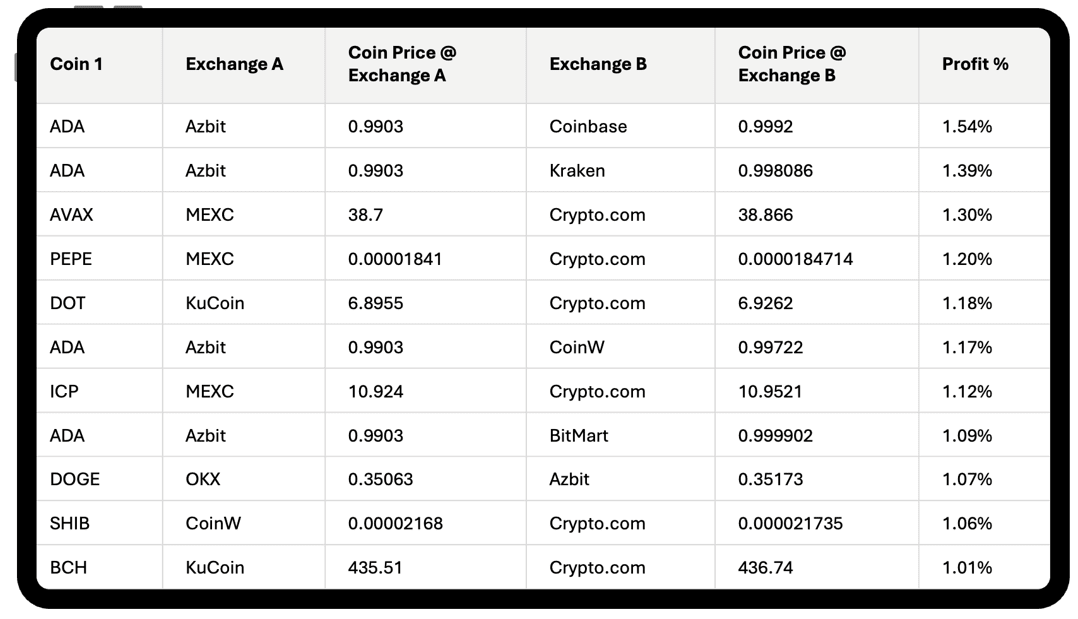 Coin 1 Exchange A Coin Price @ Exchange A Exchange B Coin Price @ Exchange B Profit %
ADA Azbit 0.9903 Coinbase 0.9992 1.54%
ADA Azbit 0.9903 Kraken 0.998086 1.39%
AVAX MEXC 38.7 Crypto.com 38.866 1.30%
PEPE MEXC 0.00001841 Crypto.com 0.0000184714 1.20%
DOT KuCoin 6.8955 Crypto.com 6.9262 1.18%
ADA Azbit 0.9903 CoinW 0.99722 1.17%
ICP MEXC 10.924 Crypto.com 10.9521 1.12%
ADA Azbit 0.9903 BitMart 0.999902 1.09%
DOGE OKX 0.35063 Azbit 0.35173 1.07%
SHIB CoinW 0.00002168 Crypto.com 0.000021735 1.06%
BCH KuCoin 435.51 Crypto.com 436.74 1.01%